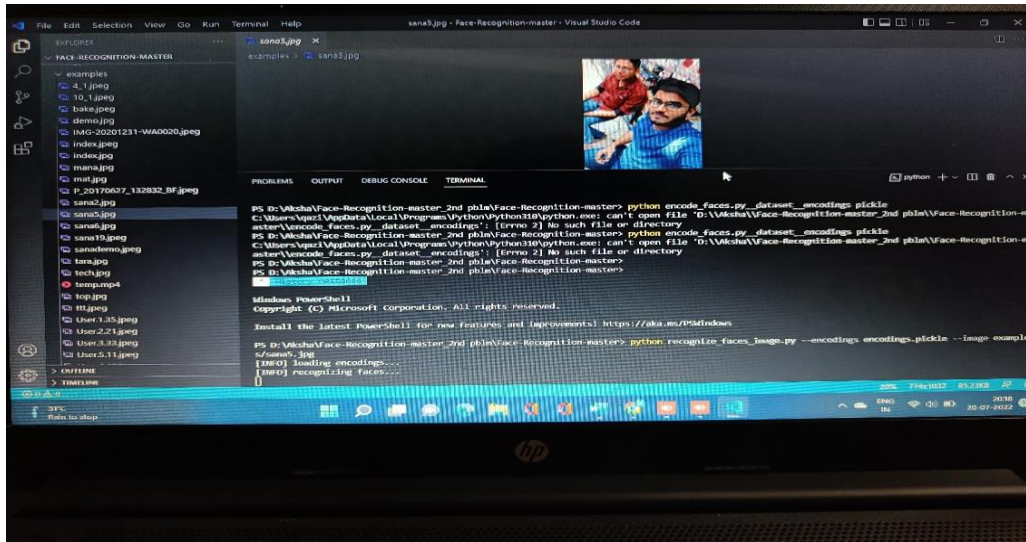 File Edit Selection View Go Run Terminal Help
sana5.jpg - Face-Recognition-master - Visual Studio Code
EXPLORER
FACE-RECOGNITION-MASTER
examples
4_1.jpeg
10_1.jpeg
bake.jpeg
demo.jpg
IMG-20201231-WA0020.jpeg
index.jpeg
index.jpg
mana.jpg
mat.jpg
P_20170627_132832_BF.jpeg
sana2.jpg
sana5.jpg
sana6.jpg
sana19.jpeg
sanademo.jpeg
tara.jpg
tech.jpg
temp.mp4
top.jpg
ttt.jpeg
User.1.35.jpeg
User.2.21.jpeg
User.3.33.jpeg
User.5.11.jpeg
OUTLINE
TIMELINE
sana5.jpg
examples > sana5.jpg
PROBLEMS OUTPUT DEBUG CONSOLE TERMINAL
python
PS D:\Aksha\Face-Recognition-master_2nd pblm\Face-Recognition-master> python encode_faces.py__dataset__encodings pickle
C:\Users\qazi\AppData\Local\Programs\Python\Python310\python.exe: can't open file 'D:\\Aksha\\Face-Recognition-master_2nd pblm\\Face-Recognition-m
aster\\encode_faces.py__dataset__encodings': [Errno 2] No such file or directory
PS D:\Aksha\Face-Recognition-master_2nd pblm\Face-Recognition-master> python encode_faces.py__dataset__encodings pickle
C:\Users\qazi\AppData\Local\Programs\Python\Python310\python.exe: can't open file 'D:\\Aksha\\Face-Recognition-master_2nd pblm\\Face-Recognition-m
aster\\encode_faces.py__dataset__encodings': [Errno 2] No such file or directory
PS D:\Aksha\Face-Recognition-master_2nd pblm\Face-Recognition-master>
PS D:\Aksha\Face-Recognition-master_2nd pblm\Face-Recognition-master>
Windows PowerShell
Copyright (C) Microsoft Corporation. All rights reserved.
Install the latest PowerShell for new features and improvements! https://aka.ms/PSWindows
PS D:\Aksha\Face-Recognition-master_2nd pblm\Face-Recognition-master> python recognize_faces_image.py --encodings encodings.pickle --image example
s/sana5.jpg
[INFO] loading encodings...
[INFO] recognizing faces...
20% 774x1032 85.23KB
31°C
Rain to stop
ENG
IN
20:18
20-07-2022
hp